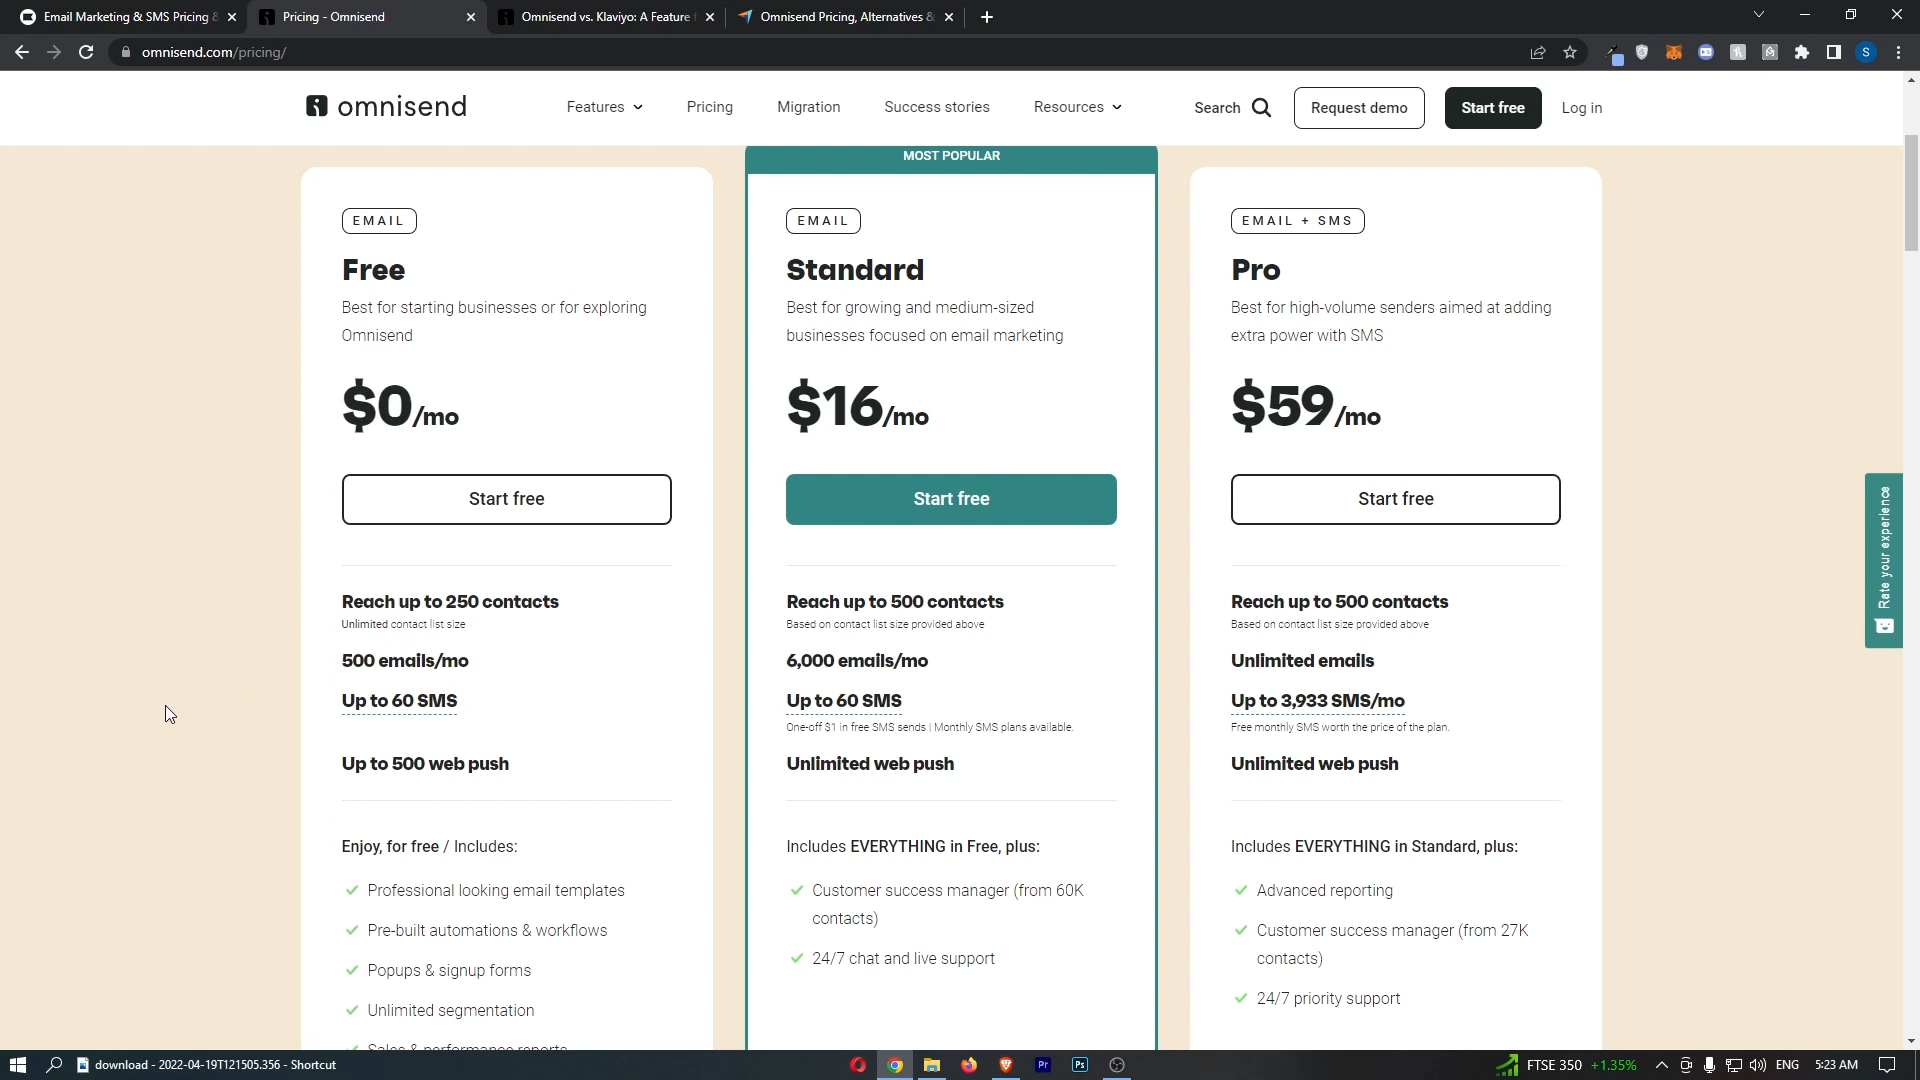 Email Marketing & SMS Pricing &
Pricing - Omnisend
Omnisend vs. Klaviyo: A Feature
Omnisend Pricing, Alternatives &
omnisend.com/pricing/
S
omnisend
Features
Pricing
Migration
Success stories
Resources
Search
Request demo
Start free
Log in
MOST POPULAR
EMAIL
Free
Best for starting businesses or for exploring
Omnisend
$0/mo
Start free
Reach up to 250 contacts
Unlimited contact list size
500 emails/mo
Up to 60 SMS
Up to 500 web push
Enjoy, for free / Includes:
Professional looking email templates
Pre-built automations & workflows
Popups & signup forms
Unlimited segmentation
Sales & performance reports
EMAIL
Standard
Best for growing and medium-sized
businesses focused on email marketing
$16/mo
Start free
Reach up to 500 contacts
Based on contact list size provided above
6,000 emails/mo
Up to 60 SMS
One-off $1 in free SMS sends | Monthly SMS plans available.
Unlimited web push
Includes EVERYTHING in Free, plus:
Customer success manager (from 60K
contacts)
24/7 chat and live support
EMAIL + SMS
Pro
Best for high-volume senders aimed at adding
extra power with SMS
$59/mo
Start free
Reach up to 500 contacts
Based on contact list size provided above
Unlimited emails
Up to 3,933 SMS/mo
Free monthly SMS worth the price of the plan.
Unlimited web push
Includes EVERYTHING in Standard, plus:
Advanced reporting
Customer success manager (from 27K
contacts)
24/7 priority support
Rate your experience
download - 2022-04-19T121505.356 - Shortcut
Pr
Ps
FTSE 350 +1.35%
ENG
5:23 AM